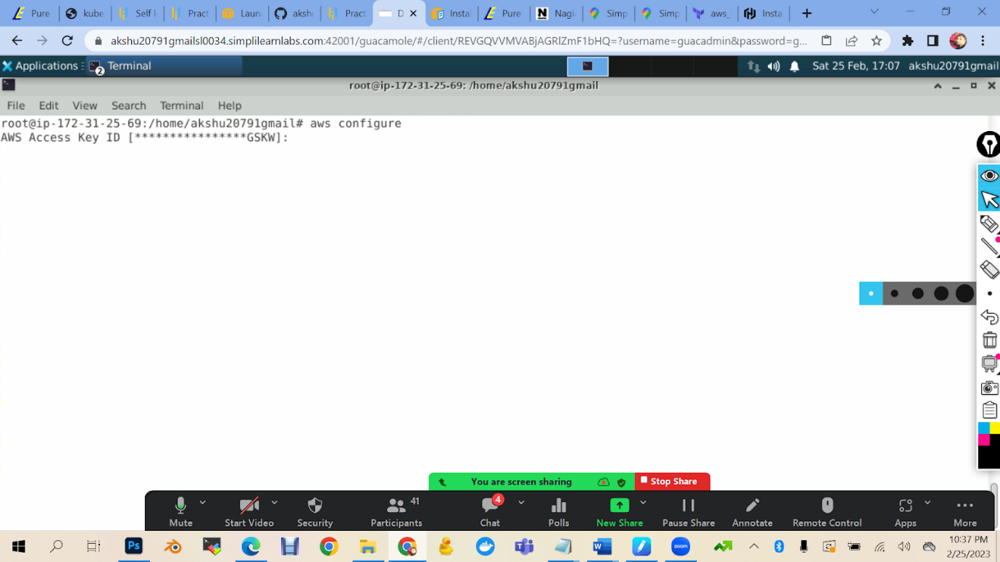 Pure
kube
Self l
Pract
Laun
akshu
Pract
D
Insta
Pure
Nagi
Simp
Simp
aws_
Insta
akshu20791gmailsl0034.simplilearnlabs.com:42001/guacamole/#/client/REVGQVVMVABjAGRlZmF1bHQ=?username=guacadmin&password=g...
Applications
2
Terminal
Sat 25 Feb, 17:07
akshu20791gmail
root@ip-172-31-25-69: /home/akshu20791gmail
File Edit View Search Terminal Help
root@ip-172-31-25-69:/home/akshu20791gmail# aws configure
AWS Access Key ID [****************GSKW]:
You are screen sharing
Stop Share
41
4
Mute
Start Video
Security
Participants
Chat
Polls
New Share
Pause Share
Annotate
Remote Control
Apps
More
Ps
W
zoom
10:37 PM
2/25/2023